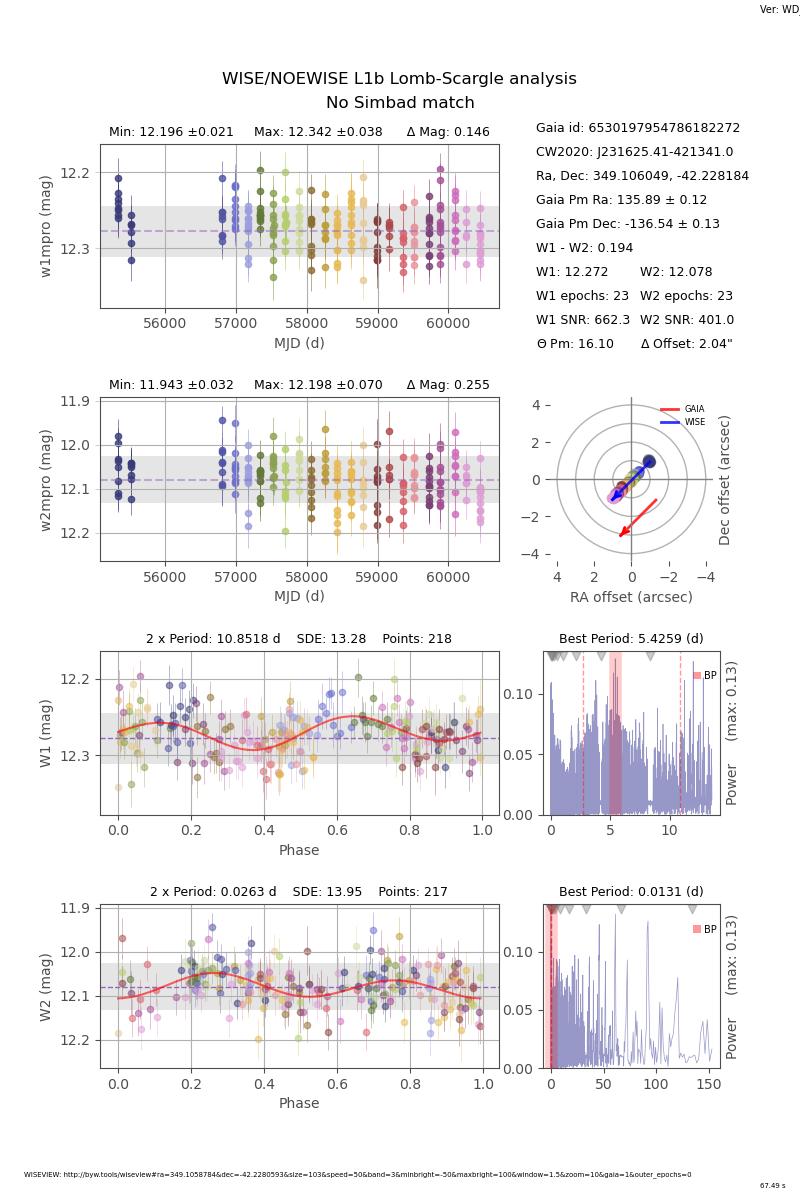 Ver: WD_
WISE/NOEWISE L1b Lomb-Scargle analysis
No Simbad match
Min: 12.196 ±0.021 Max: 12.342 ±0.038 Δ Mag: 0.146
12.2
12.3
w1mpro (mag)
56000 57000 58000 59000 60000
MJD (d)
Gaia id: 6530197954786182272
CW2020: J231625.41-421341.0
Ra, Dec: 349.106049, -42.228184
Gaia Pm Ra: 135.89 ± 0.12
Gaia Pm Dec: -136.54 ± 0.13
W1 - W2: 0.194
W1: 12.272 W2: 12.078
W1 epochs: 23 W2 epochs: 23
W1 SNR: 662.3 W2 SNR: 401.0
Θ Pm: 16.10 Δ Offset: 2.04"
Min: 11.943 ±0.032 Max: 12.198 ±0.070 Δ Mag: 0.255
11.9
12.0
12.1
12.2
w2mpro (mag)
56000 57000 58000 59000 60000
MJD (d)
GAIA
WISE
4
2
0
−2
−4
Dec offset (arcsec)
4 2 0 −2 −4
RA offset (arcsec)
2 x Period: 10.8518 d SDE: 13.28 Points: 218
12.2
12.3
W1 (mag)
0.0 0.2 0.4 0.6 0.8 1.0
Phase
Best Period: 5.4259 (d)
BP
0.10
0.05
0.00
Power (max: 0.13)
0 5 10
2 x Period: 0.0263 d SDE: 13.95 Points: 217
11.9
12.0
12.1
12.2
W2 (mag)
0.0 0.2 0.4 0.6 0.8 1.0
Phase
Best Period: 0.0131 (d)
BP
0.10
0.05
0.00
Power (max: 0.13)
0 50 100 150
WISEVIEW: http://byw.tools/wiseview#ra=349.1058784&dec=-42.2280593&size=103&speed=50&band=3&minbright=-50&maxbright=100&window=1.5&zoom=10&gaia=1&outer_epochs=0
67.49 s